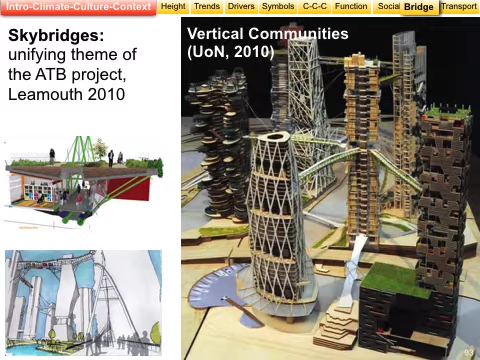 Intro-Climate-Culture-Context Height Trends Drivers Symbols C-C-C Function Social Bridge Transport
Skybridges:
unifying theme of
the ATB project,
Leamouth 2010
Vertical Communities
(UoN, 2010)
93